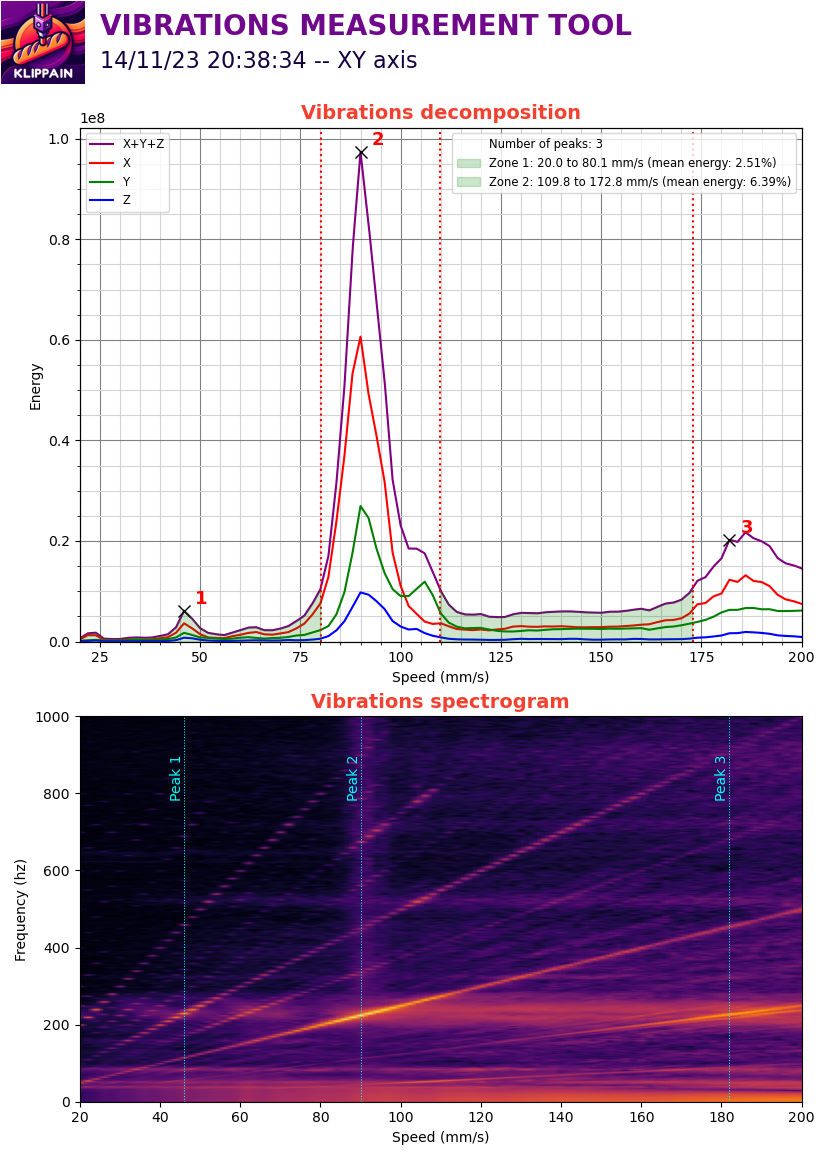 VIBRATIONS MEASUREMENT TOOL
14/11/23 20:38:34 -- XY axis
KLIPPAIN
Vibrations decomposition
1e8
1.0
0.8
0.6
0.4
0.2
0.0
Energy
X+Y+Z
X
Y
Z
Number of peaks: 3
Zone 1: 20.0 to 80.1 mm/s (mean energy: 2.51%)
Zone 2: 109.8 to 172.8 mm/s (mean energy: 6.39%)
1
2
3
25 50 75 100 125 150 175 200
Speed (mm/s)
Vibrations spectrogram
1000
800
600
400
200
0
Frequency (hz)
Peak 1
Peak 2
Peak 3
20 40 60 80 100 120 140 160 180 200
Speed (mm/s)